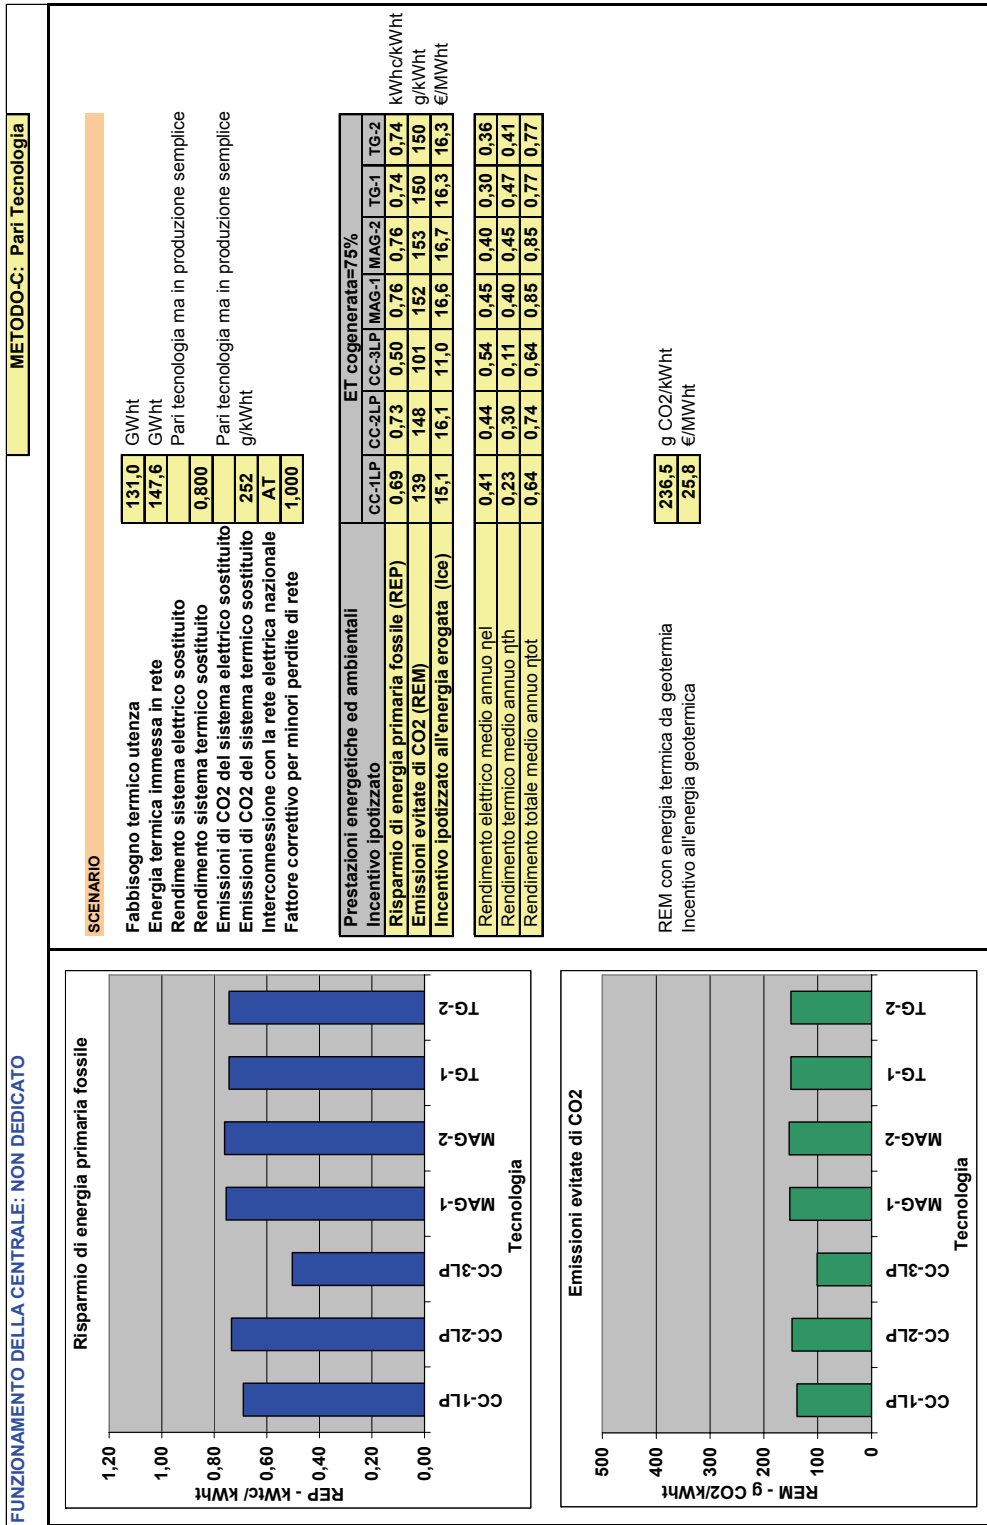 FUNZIONAMENTO DELLA CENTRALE: NON DEDICATO
METODO-C: Pari Tecnologia
Risparmio di energia primaria fossile
1,20
1,00
0,80
0,60
0,40
0,20
0,00
REP - kWtc/ kWht
CC-1LP
CC-2LP
CC-3LP
MAG-1
MAG-2
TG-1
TG-2
Tecnologia
Emissioni evitate di CO2
500
400
300
200
100
0
REM - g CO2/kWht
CC-1LP
CC-2LP
CC-3LP
MAG-1
MAG-2
TG-1
TG-2
Tecnologia
SCENARIO
Fabbisogno termico utenza 131,0 GWht
Energia termica immessa in rete 147,6 GWht
Rendimento sistema elettrico sostituito Pari tecnologia ma in produzione semplice
Rendimento sistema termico sostituito 0,800
Emissioni di CO2 del sistema elettrico sostituito Pari tecnologia ma in produzione semplice
Emissioni di CO2 del sistema termico sostituito 252 g/kWht
Interconnessione con la rete elettrica nazionale AT
Fattore correttivo per minori perdite di rete 1,000
Prestazioni energetiche ed ambientali ET cogenerata=75%
Incentivo ipotizzato CC-1LP CC-2LP CC-3LP MAG-1 MAG-2 TG-1 TG-2
Risparmio di energia primaria fossile (REP) 0,69 0,73 0,50 0,76 0,76 0,74 0,74 kWhc/kWht
Emissioni evitate di CO2 (REM) 139 148 101 152 153 150 150 g/kWht
Incentivo ipotizzato all'energia erogata (Ice) 15,1 16,1 11,0 16,6 16,7 16,3 16,3 €/MWht
Rendimento elettrico medio annuo ηel 0,41 0,44 0,54 0,45 0,40 0,30 0,36
Rendimento termico medio annuo ηth 0,23 0,30 0,11 0,40 0,45 0,47 0,41
Rendimento totale medio annuo ηtot 0,64 0,74 0,64 0,85 0,85 0,77 0,77
REM con energia termica da geotermia 236,5 g CO2/kWht
Incentivo all'energia geotermica 25,8 €/MWht